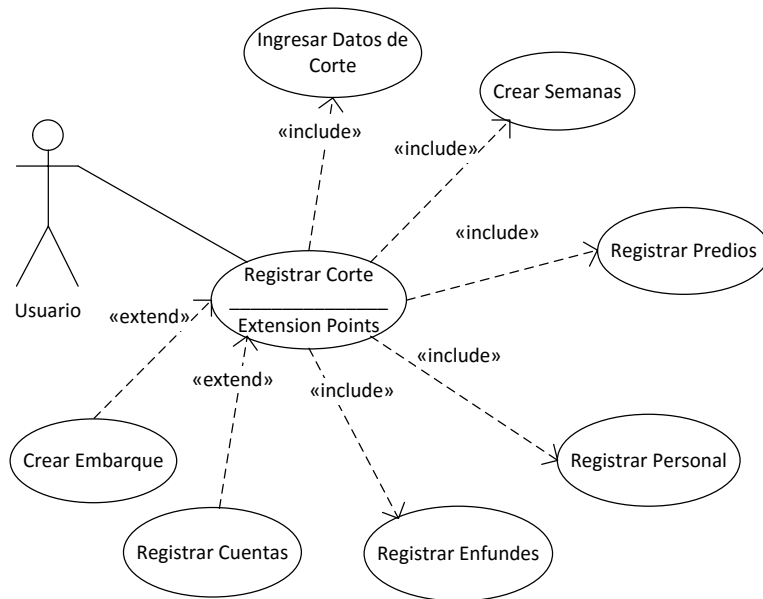 Ingresar Datos de
Corte
Crear Semanas
«include»
«include»
«include»
Registrar Predios
Registrar Corte
Usuario
«extend»
Extension Points
«include»
«extend»
«include»
Crear Embarque
Registrar Personal
Registrar Cuentas
Registrar Enfundes